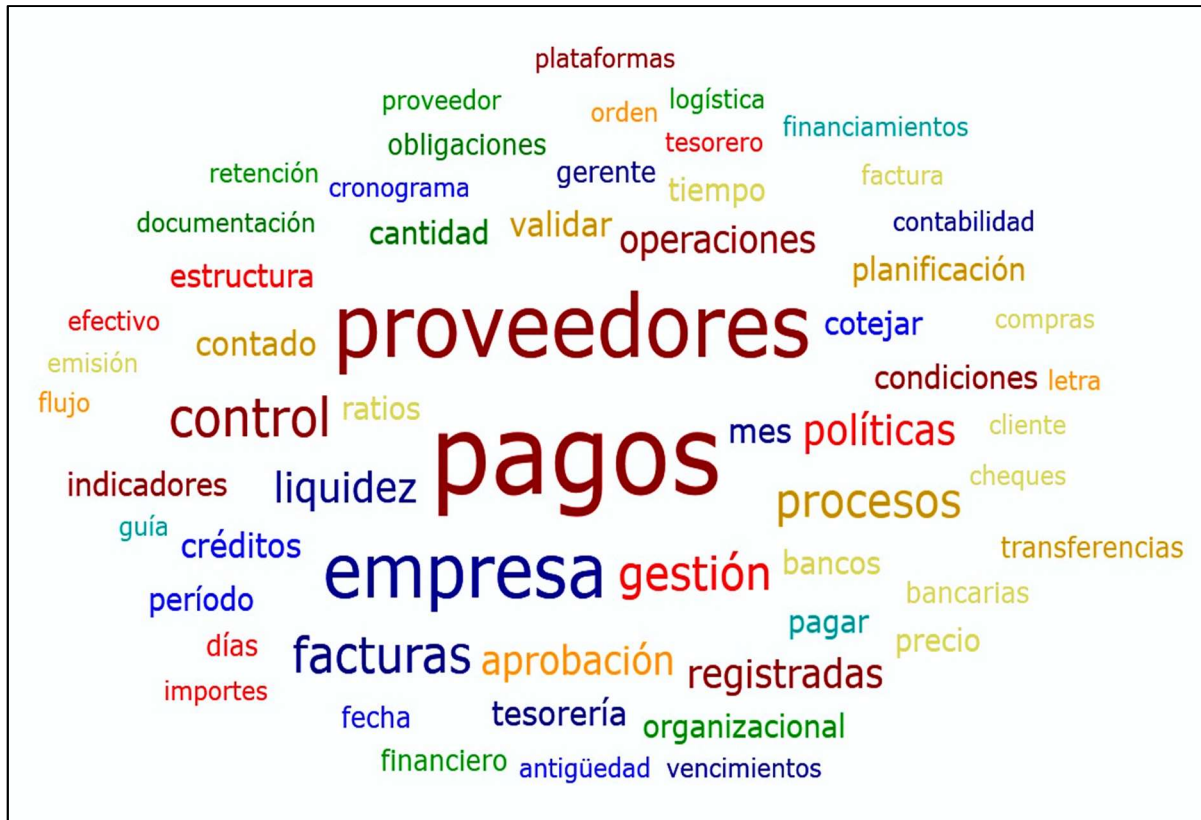 plataformas
proveedor
orden
logística
obligaciones
tesorero
financiamientos
retención
cronograma
gerente
tiempo
factura
documentación
cantidad
validar
operaciones
contabilidad
estructura
planificación
efectivo
contado
proveedores
cotejar
compras
emisión
condiciones
letra
flujo
control
ratios
pagos
mes
políticas
cliente
indicadores
liquidez
procesos
cheques
guía
créditos
empresa
gestión
bancos
transferencias
período
pagar
bancarias
días
facturas
aprobación
registradas
precio
importes
fecha
tesorería
organizacional
financiero
antigüedad
vencimientos